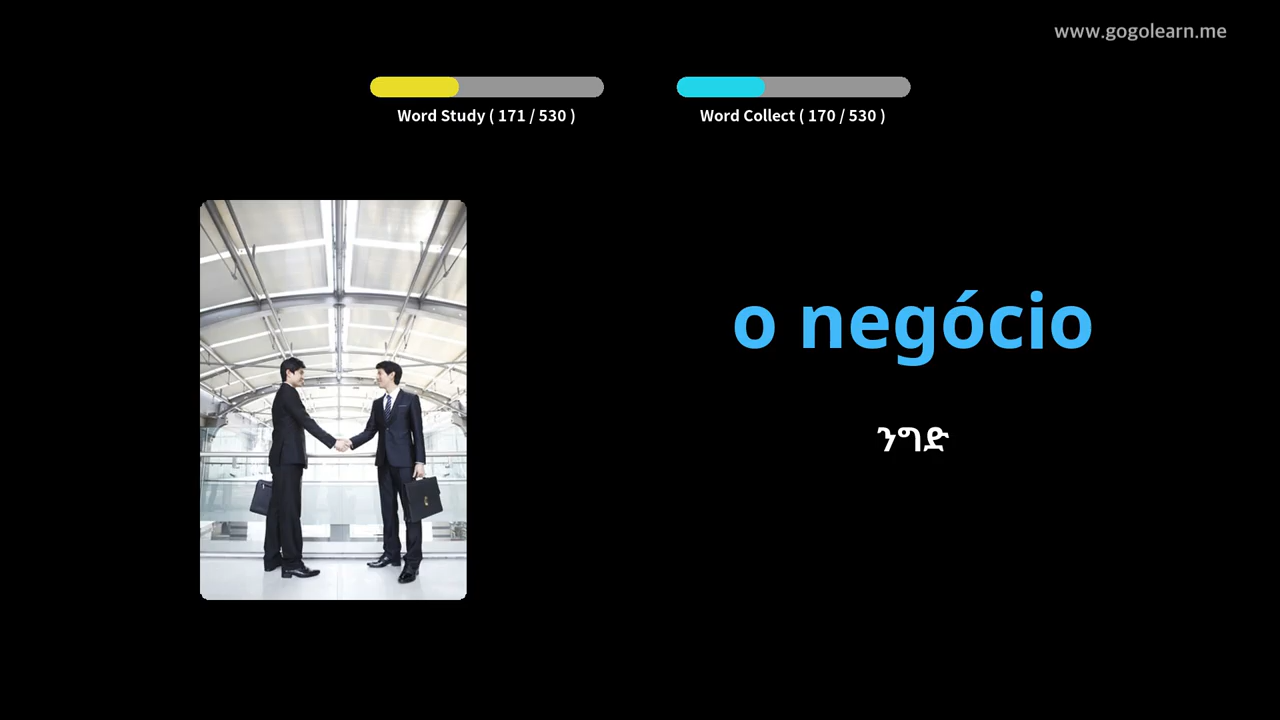 www.gogolearn.me
Word Study ( 171 / 530 )
Word Collect ( 170 / 530 )
o negócio
ንግድ